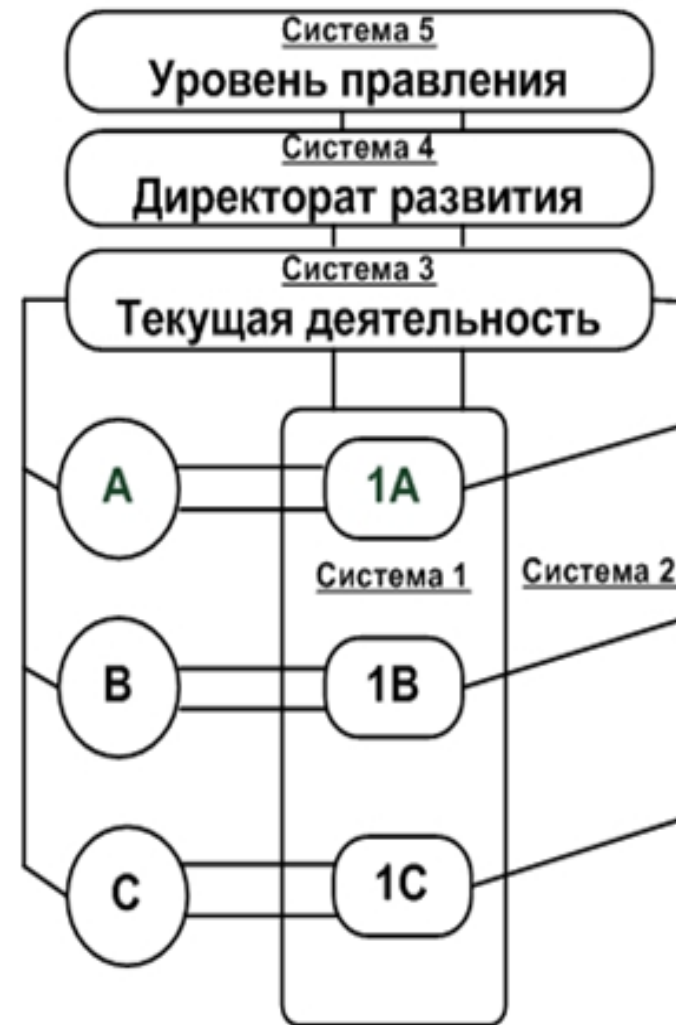 Система 5
Уровень правления
Система 4
Директорат развития
Система 3
Текущая деятельность
A
1A
Система 1
Система 2
B
1B
C
1C